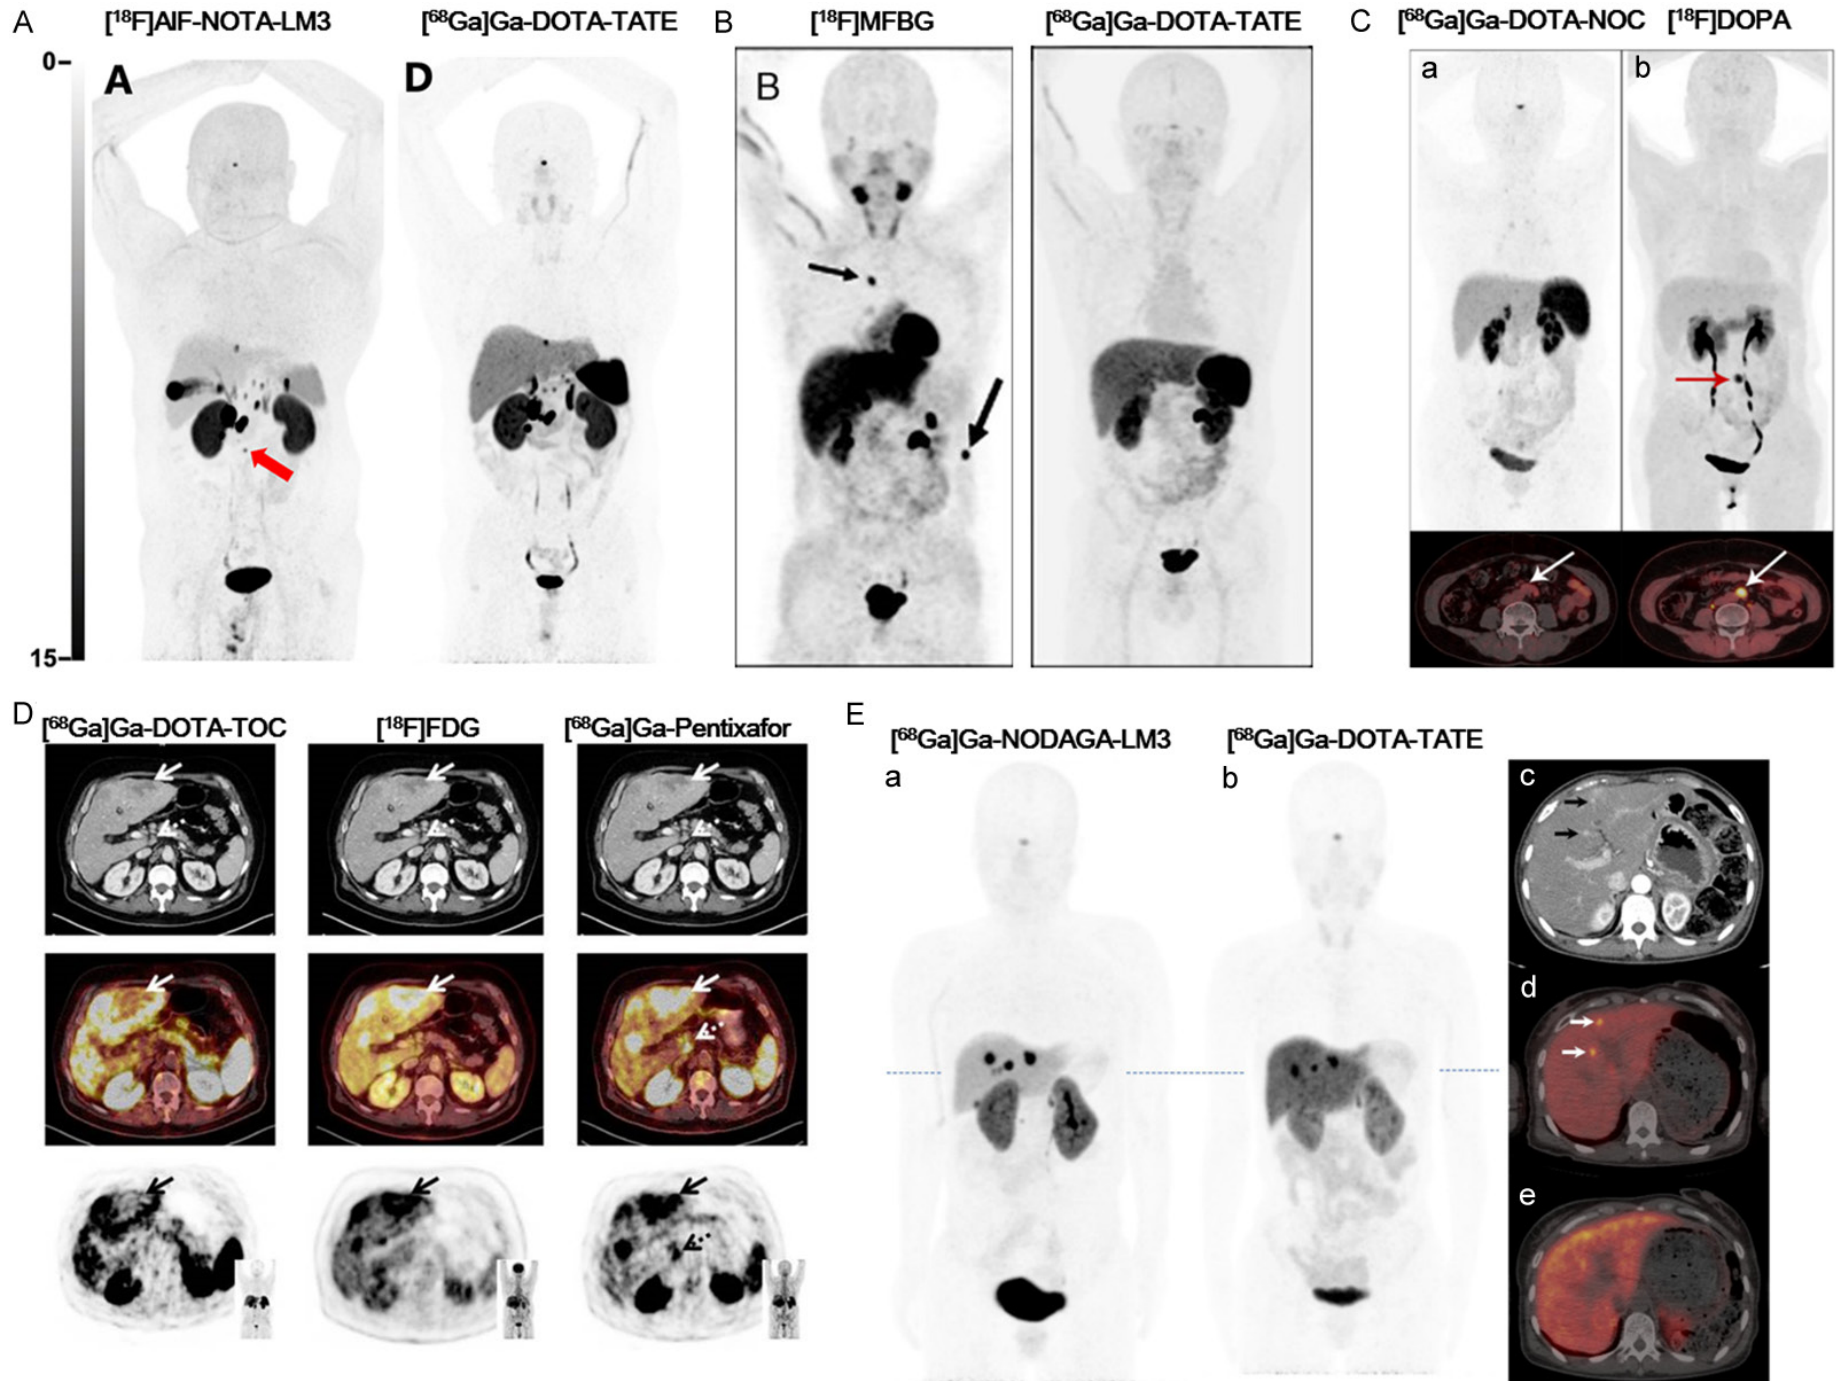 A [¹⁸F]AlF-NOTA-LM3 [⁶⁸Ga]Ga-DOTA-TATE
0
A D
15
B [¹⁸F]MFBG [⁶⁸Ga]Ga-DOTA-TATE
B
C [⁶⁸Ga]Ga-DOTA-NOC [¹⁸F]DOPA
a b
D [⁶⁸Ga]Ga-DOTA-TOC [¹⁸F]FDG [⁶⁸Ga]Ga-Pentixafor
E [⁶⁸Ga]Ga-NODAGA-LM3 [⁶⁸Ga]Ga-DOTA-TATE
a b c
d
e